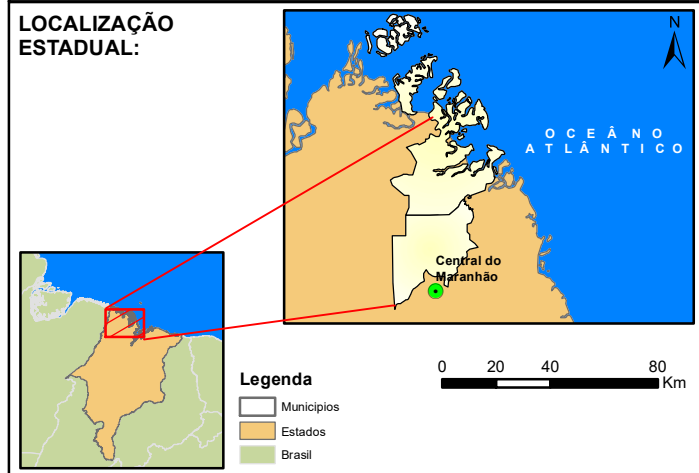 LOCALIZAÇÃO
ESTADUAL:
N
O C E Â N O
A T L Â N T I C O
Central do
Maranhão
Legenda
Municipios
Estados
Brasil
0 20 40 80
Km